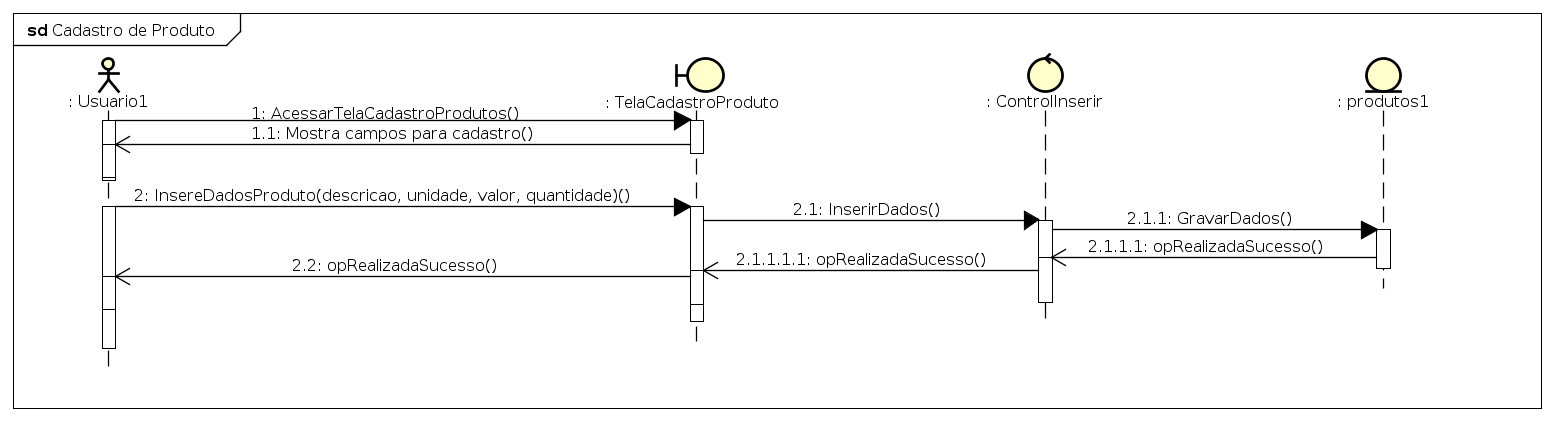 sd Cadastro de Produto
: Usuario1
: TelaCadastroProduto
: ControlInserir
: produtos1
1: AcessarTelaCadastroProdutos()
1.1: Mostra campos para cadastro()
2: InsereDadosProduto(descricao, unidade, valor, quantidade)()
2.1: InserirDados()
2.1.1: GravarDados()
2.1.1.1: opRealizadaSucesso()
2.1.1.1.1: opRealizadaSucesso()
2.2: opRealizadaSucesso()